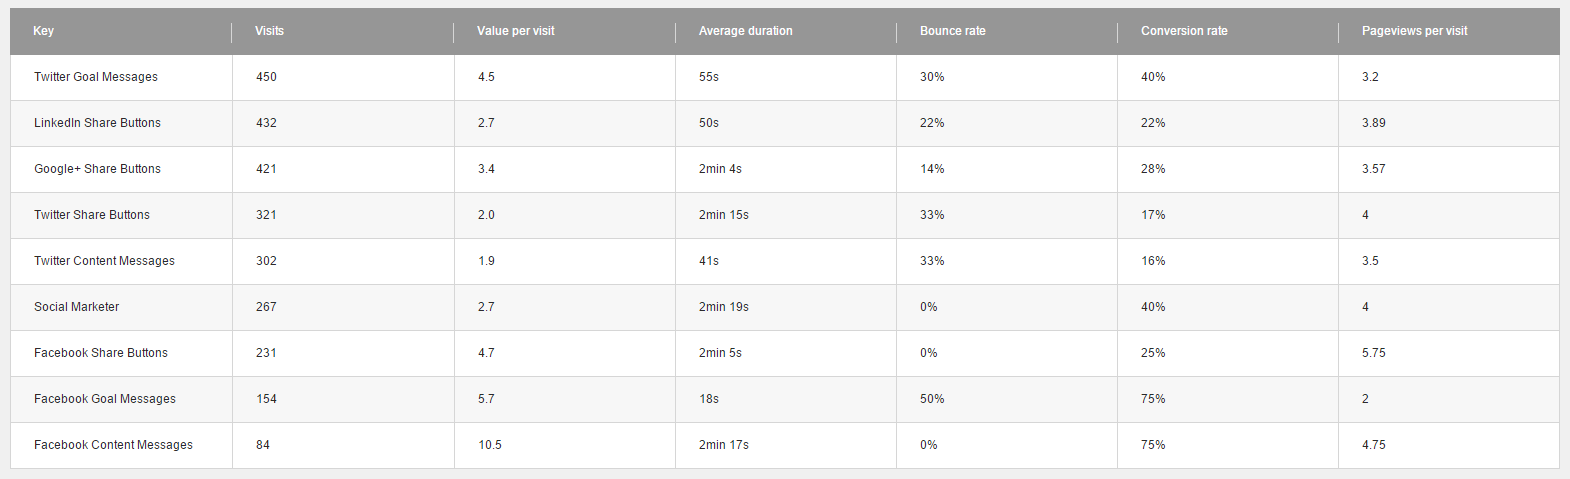 Key Visits Value per visit Average duration Bounce rate Conversion rate Pageviews per visit
Twitter Goal Messages 450 4.5 55s 30% 40% 3.2
LinkedIn Share Buttons 432 2.7 50s 22% 22% 3.89
Google+ Share Buttons 421 3.4 2min 4s 14% 28% 3.57
Twitter Share Buttons 321 2.0 2min 15s 33% 17% 4
Twitter Content Messages 302 1.9 41s 33% 16% 3.5
Social Marketer 267 2.7 2min 19s 0% 40% 4
Facebook Share Buttons 231 4.7 2min 5s 0% 25% 5.75
Facebook Goal Messages 154 5.7 18s 50% 75% 2
Facebook Content Messages 84 10.5 2min 17s 0% 75% 4.75